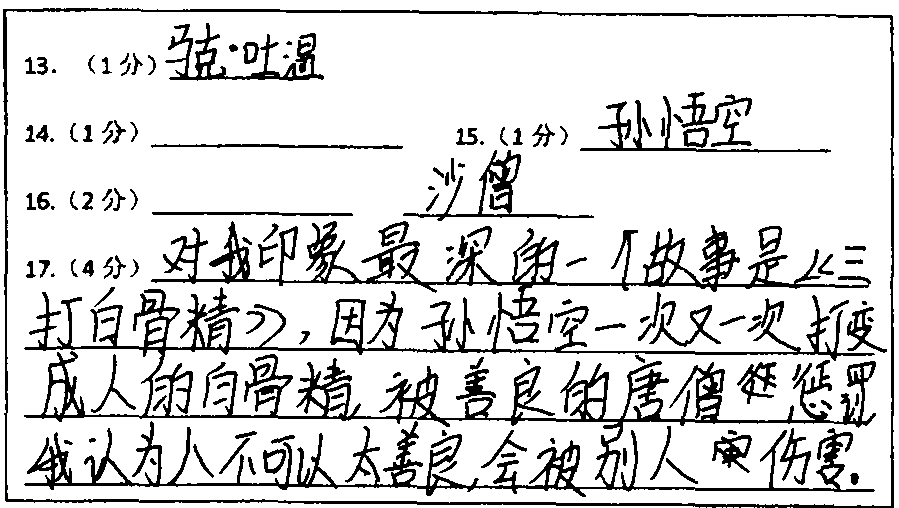 13. （1分）马克·吐温
14.（1分） 15.（1分）孙悟空
16.（2分） 沙僧
17.（4分）对我印象最深的一个故事是《三
打白骨精》，因为孙悟空一次又一次打变
成人的白骨精，被善良的唐僧惩罚
我认为人不可以太善良，会被别人伤害.